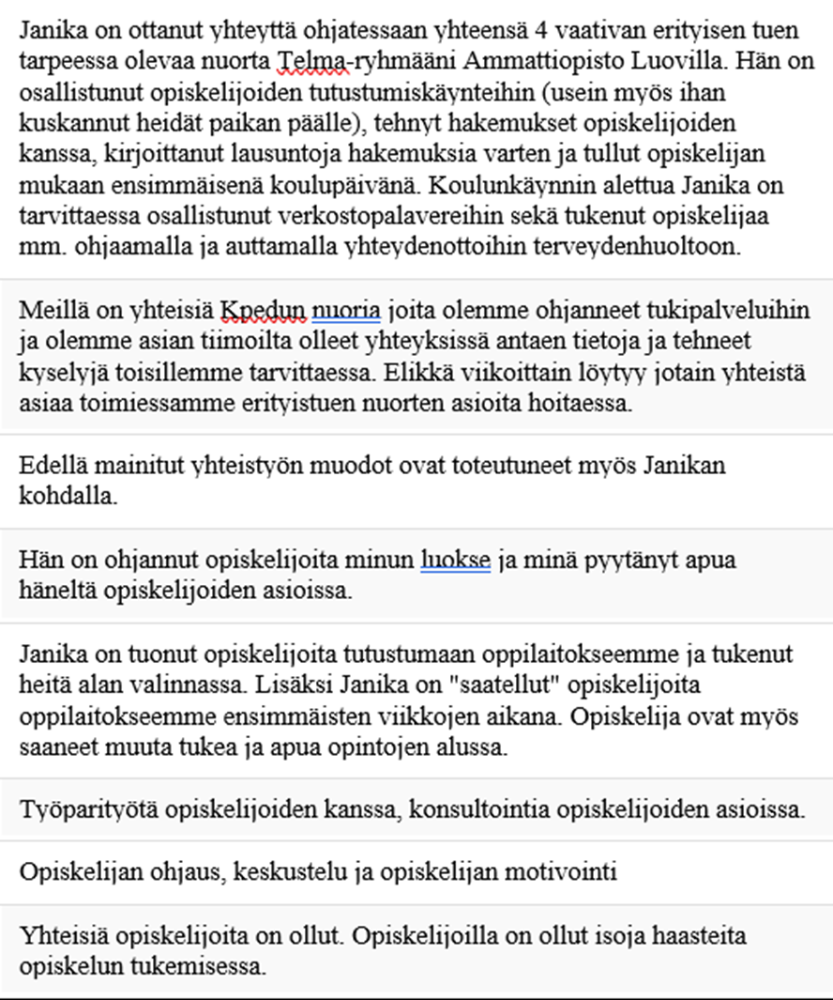 Janika on ottanut yhteyttä ohjatessaan yhteensä 4 vaativan erityisen tuen
tarpeessa olevaa nuorta Telma-ryhmääni Ammattiopisto Luovilla. Hän on
osallistunut opiskelijoiden tutustumiskäynteihin (usein myös ihan
kuskannut heidät paikan päälle), tehnyt hakemukset opiskelijoiden
kanssa, kirjoittanut lausuntoja hakemuksia varten ja tullut opiskelijan
mukaan ensimmäisenä koulupäivänä. Koulunkäynnin alettua Janika on
tarvittaessa osallistunut verkostopalavereihin sekä tukenut opiskelijaa
mm. ohjaamalla ja auttamalla yhteydenottoihin terveydenhuoltoon.
Meillä on yhteisiä Kpedun nuoria joita olemme ohjanneet tukipalveluihin
ja olemme asian tiimoilta olleet yhteyksissä antaen tietoja ja tehneet
kyselyjä toisillemme tarvittaessa. Elikkä viikoittain löytyy jotain yhteistä
asiaa toimiessamme erityistuen nuorten asioita hoitaessa.
Edellä mainitut yhteistyön muodot ovat toteutuneet myös Janikan
kohdalla.
Hän on ohjannut opiskelijoita minun luokse ja minä pyytänyt apua
häneltä opiskelijoiden asioissa.
Janika on tuonut opiskelijoita tutustumaan oppilaitokseemme ja tukenut
heitä alan valinnassa. Lisäksi Janika on "saatellut" opiskelijoita
oppilaitokseemme ensimmäisten viikkojen aikana. Opiskelija ovat myös
saaneet muuta tukea ja apua opintojen alussa.
Työparityötä opiskelijoiden kanssa, konsultointia opiskelijoiden asioissa.
Opiskelijan ohjaus, keskustelu ja opiskelijan motivointi
Yhteisiä opiskelijoita on ollut. Opiskelijoilla on ollut isoja haasteita
opiskelun tukemisessa.